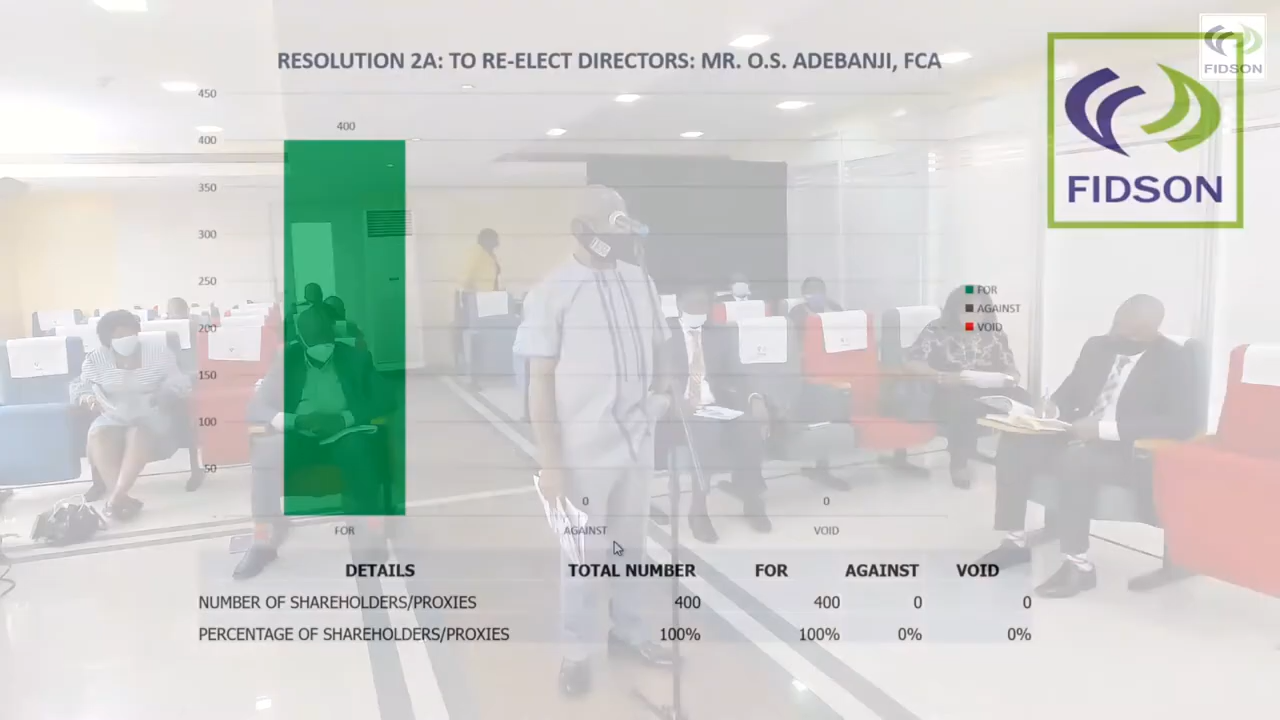 RESOLUTION 2A: TO RE-ELECT DIRECTORS: MR. O.S. ADEBANJI, FCA
FIDSON
FIDSON
450
400
400
350
300
250
200
150
100
50
FOR
AGAINST
VOID
0
0
FOR
AGAINST
VOID
DETAILS TOTAL NUMBER FOR AGAINST VOID
NUMBER OF SHAREHOLDERS/PROXIES 400 400 0 0
PERCENTAGE OF SHAREHOLDERS/PROXIES 100% 100% 0% 0%